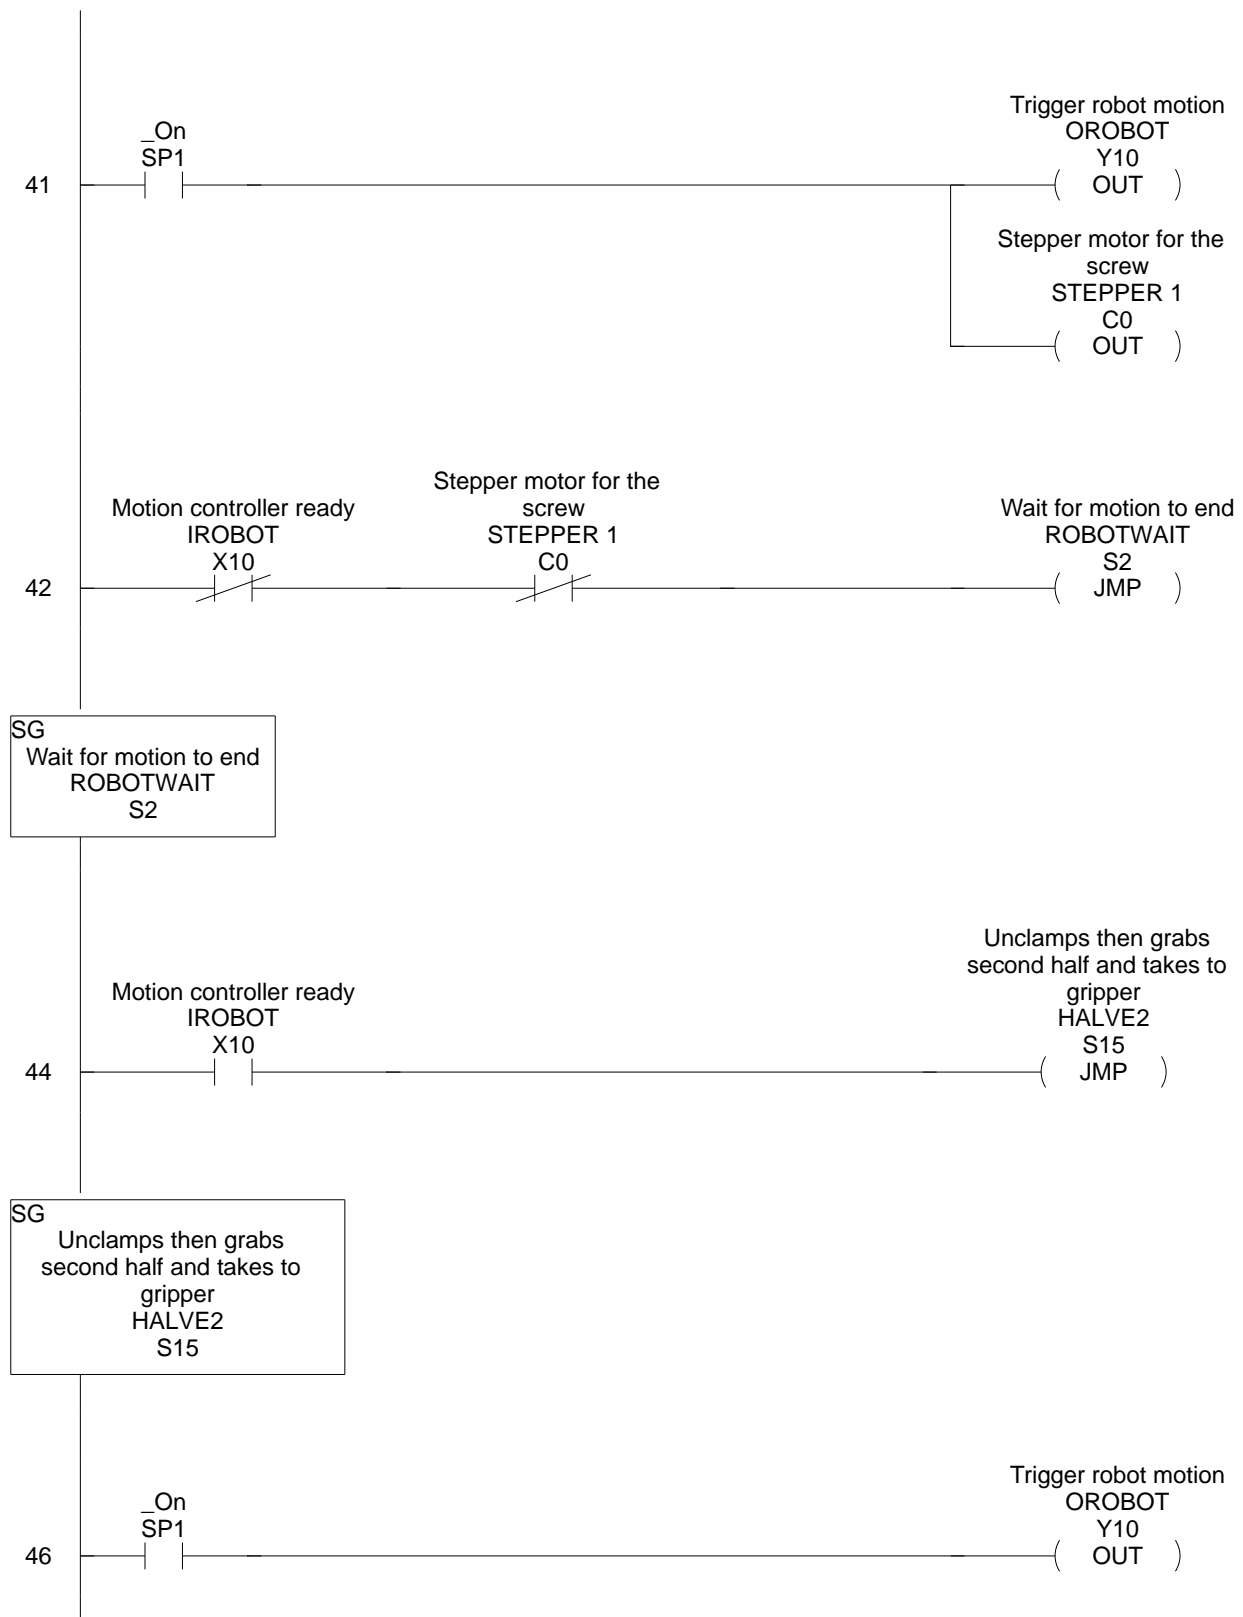 Trigger robot motion
OROBOT
Y10
OUT
_On
SP1
41
Stepper motor for the
screw
STEPPER 1
C0
OUT
Motion controller ready
IROBOT
X10
Stepper motor for the
screw
STEPPER 1
C0
Wait for motion to end
ROBOTWAIT
S2
JMP
42
SG
Wait for motion to end
ROBOTWAIT
S2
Motion controller ready
IROBOT
X10
Unclamps then grabs
second half and takes to
gripper
HALVE2
S15
JMP
44
SG
Unclamps then grabs
second half and takes to
gripper
HALVE2
S15
_On
SP1
Trigger robot motion
OROBOT
Y10
OUT
46